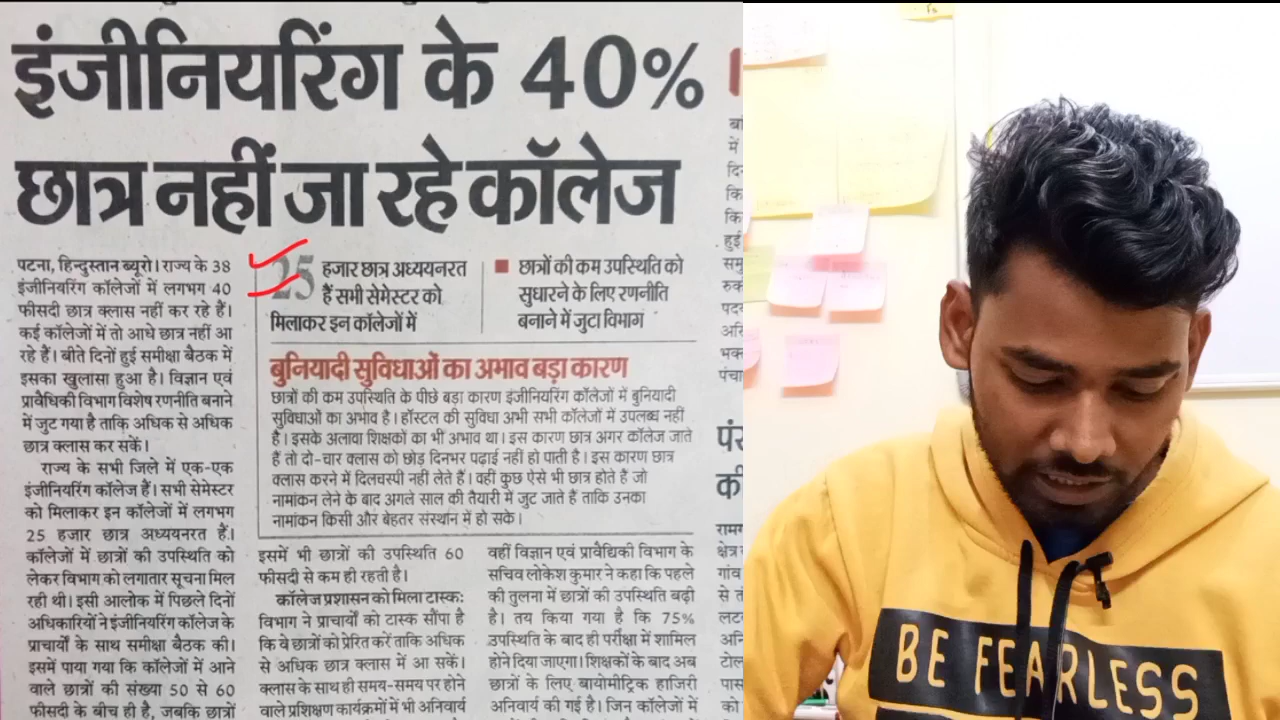 इंजीनियरिंग के 40%
छात्र नहीं जा रहे कॉलेज
पटना, हिन्दुस्तान ब्यूरो। राज्य के 38
इंजीनियरिंग कॉलेजों में लगभग 40
फीसदी छात्र क्लास नहीं कर रहे हैं।
कई कॉलेजों में तो आधे छात्र नहीं आ
रहे हैं। बीते दिनों हुई समीक्षा बैठक में
इसका खुलासा हुआ है। विज्ञान एवं
प्रावैधिकी विभाग विशेष रणनीति बनाने
में जुट गया है ताकि अधिक से अधिक
छात्र क्लास कर सकें।
राज्य के सभी जिले में एक-एक
इंजीनियरिंग कॉलेज हैं। सभी सेमेस्टर
को मिलाकर इन कॉलेजों में लगभग
25 हजार छात्र अध्ययनरत हैं।
कॉलेजों में छात्रों की उपस्थिति को
लेकर विभाग को लगातार सूचना मिल
रही थी। इसी आलोक में पिछले दिनों
अधिकारियों ने इंजीनियरिंग कॉलेज के
प्राचार्यों के साथ समीक्षा बैठक की।
इसमें पाया गया कि कॉलेजों में आने
वाले छात्रों की संख्या 50 से 60
फीसदी के बीच ही है, जबकि छात्रों
25 हजार छात्र अध्ययनरत
हैं सभी सेमेस्टर को
मिलाकर इन कॉलेजों में
छात्रों की कम उपस्थिति को
सुधारने के लिए रणनीति
बनाने में जुटा विभाग
बुनियादी सुविधाओं का अभाव बड़ा कारण
छात्रों की कम उपस्थिति के पीछे बड़ा कारण इंजीनियरिंग कॉलेजों में बुनियादी
सुविधाओं का अभाव है। हॉस्टल की सुविधा अभी सभी कॉलेजों में उपलब्ध नहीं
है। इसके अलावा शिक्षकों का भी अभाव था। इस कारण छात्र अगर कॉलेज जाते
हैं तो दो-चार क्लास को छोड़ दिनभर पढाई नहीं हो पाती है। इस कारण छात्र
क्लास करने में दिलचस्पी नहीं लेते हैं। वहीं कुछ ऐसे भी छात्र होते हैं जो
नामांकन लेने के बाद अगले साल की तैयारी में जुट जाते हैं ताकि उनका
नामांकन किसी और बेहतर संस्थान में हो सके।
इसमें भी छात्रों की उपस्थिति 60
फीसदी से कम ही रहती है।
कॉलेज प्रशासन को मिला टास्क:
विभाग ने प्राचार्यों को टास्क सौंपा है
कि वे छात्रों को प्रेरित करें ताकि अधिक
से अधिक छात्र क्लास में आ सकें।
क्लास के साथ ही समय-समय पर होने
वाले प्रशिक्षण कार्यक्रमों में भी अनिवार्य
वहीं विज्ञान एवं प्रावैद्यिकी विभाग के
सचिव लोकेश कुमार ने कहा कि पहले
की तुलना में छात्रों की उपस्थिति बढ़ी
है। तय किया गया है कि 75%
उपस्थिति के बाद ही परीक्षा में शामिल
होने दिया जाएगा। शिक्षकों के बाद अब
छात्रों के लिए बायोमीट्रिक हाजिरी
अनिवार्य की गई है। जिन कॉलेजों में
BE FEARLESS